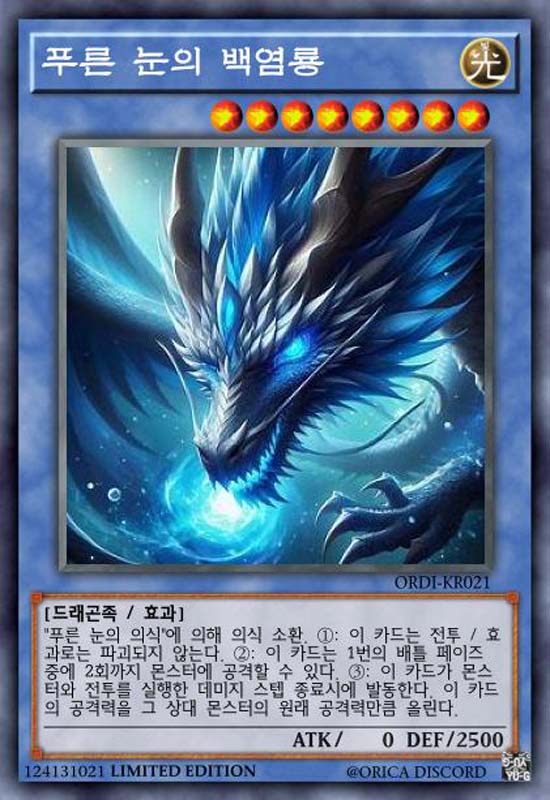 푸른 눈의 백염룡
빛
光
ORDI-KR021
[드래곤족 / 효과]
"푸른 눈의 의식"에 의해 의식 소환. ①: 이 카드는 전투 / 효
과로는 파괴되지 않는다. ②: 이 카드는 1번의 배틀 페이즈
중에 2회까지 몬스터에 공격할 수 있다. ③: 이 카드가 몬스
터와 전투를 실행한 데미지 스텝 종료시에 발동한다. 이 카드
의 공격력을 그 상대 몬스터의 원래 공격력만큼 올린다.
ATK/ 0 DEF/2500
124131021 LIMITED EDITION @ORICA DISCORD